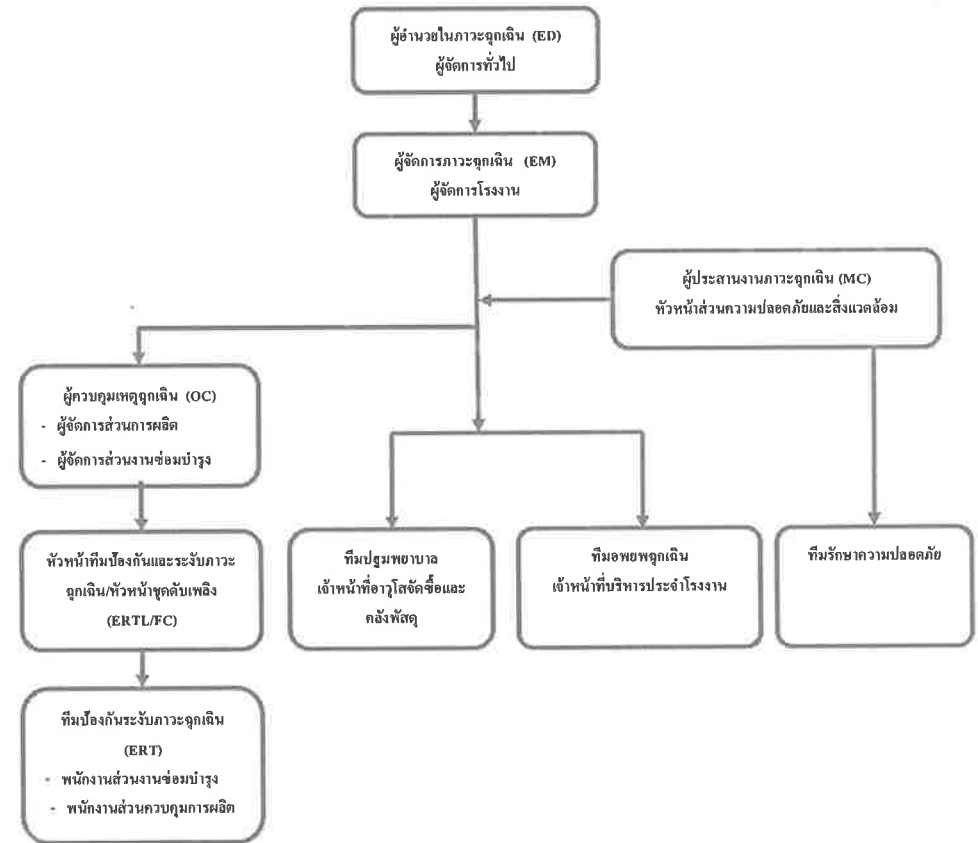 ผู้อำนวยในภาวะฉุกเฉิน (ED)
ผู้จัดการทั่วไป
ผู้จัดการภาวะฉุกเฉิน (EM)
ผู้จัดการโรงงาน
ผู้ประสานงานภาวะฉุกเฉิน (MC)
หัวหน้าส่วนความปลอดภัยและสิ่งแวดล้อม
ผู้ควบคุมเหตุฉุกเฉิน (OC)
- ผู้จัดการส่วนการผลิต
- ผู้จัดการส่วนงานซ่อมบำรุง
หัวหน้าทีมป้องกันและระงับภาวะ
ฉุกเฉิน/หัวหน้าชุดดับเพลิง
(ERTL/FC)
ทีมปฐมพยาบาล
เจ้าหน้าที่อาวุโสจัดซื้อและ
คลังพัสดุ
ทีมอพยพฉุกเฉิน
เจ้าหน้าที่บริหารประจำโรงงาน
ทีมรักษาความปลอดภัย
ทีมป้องกันระงับภาวะฉุกเฉิน
(ERT)
- พนักงานส่วนงานซ่อมบำรุง
- พนักงานส่วนควบคุมการผลิต